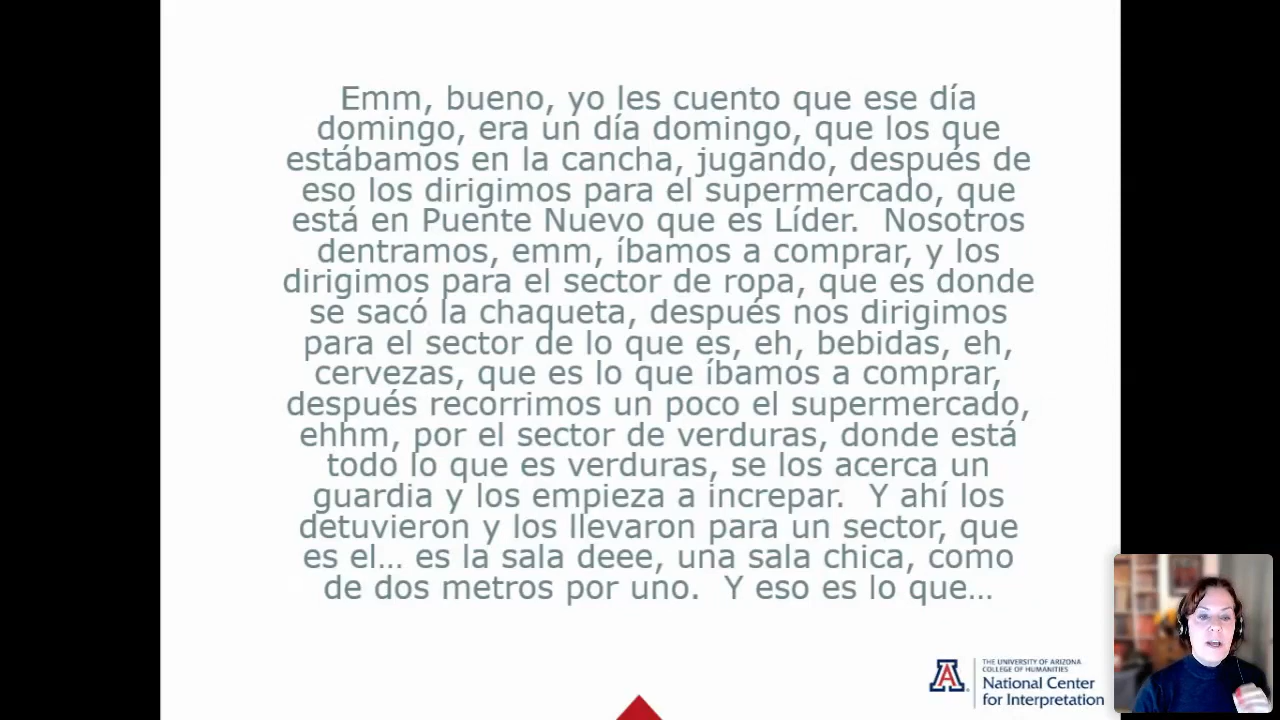 Emm, bueno, yo les cuento que ese día
domingo, era un día domingo, que los que
estábamos en la cancha, jugando, después de
eso los dirigimos para el supermercado, que
está en Puente Nuevo que es Líder.  Nosotros
dentramos, emm, íbamos a comprar, y los
dirigimos para el sector de ropa, que es donde
se sacó la chaqueta, después nos dirigimos
para el sector de lo que es, eh, bebidas, eh,
cervezas, que es lo que íbamos a comprar,
después recorrimos un poco el supermercado,
ehhm, por el sector de verduras, donde está
todo lo que es verduras, se los acerca un
guardia y los empieza a increpar.  Y ahí los
detuvieron y los llevaron para un sector, que
es el... es la sala deee, una sala chica, como
de dos metros por uno.  Y eso es lo que...
A
THE UNIVERSITY OF ARIZONA
COLLEGE OF HUMANITIES
National Center
for Interpretation